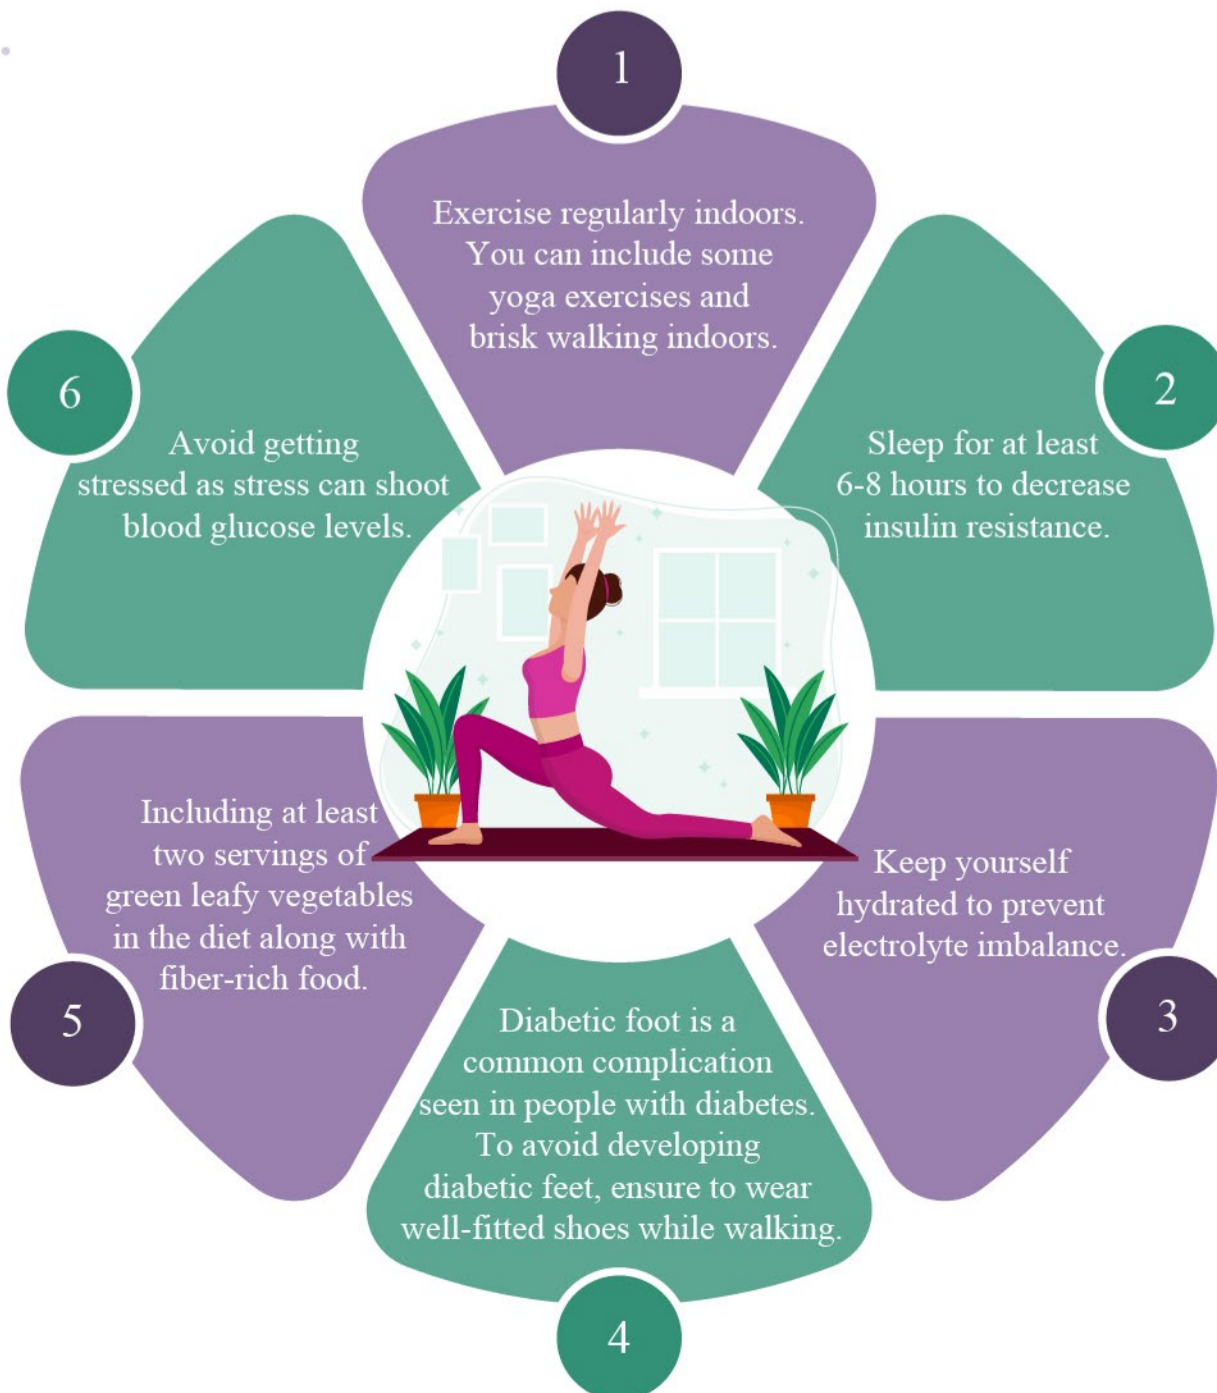 1
Exercise regularly indoors.
You can include some
yoga exercises and
brisk walking indoors.
2
Sleep for at least
6-8 hours to decrease
insulin resistance.
3
Keep yourself
hydrated to prevent
electrolyte imbalance.
4
Diabetic foot is a
common complication
seen in people with diabetes.
To avoid developing
diabetic feet, ensure to wear
well-fitted shoes while walking.
5
Including at least
two servings of
green leafy vegetables
in the diet along with
fiber-rich food.
6
Avoid getting
stressed as stress can shoot
blood glucose levels.